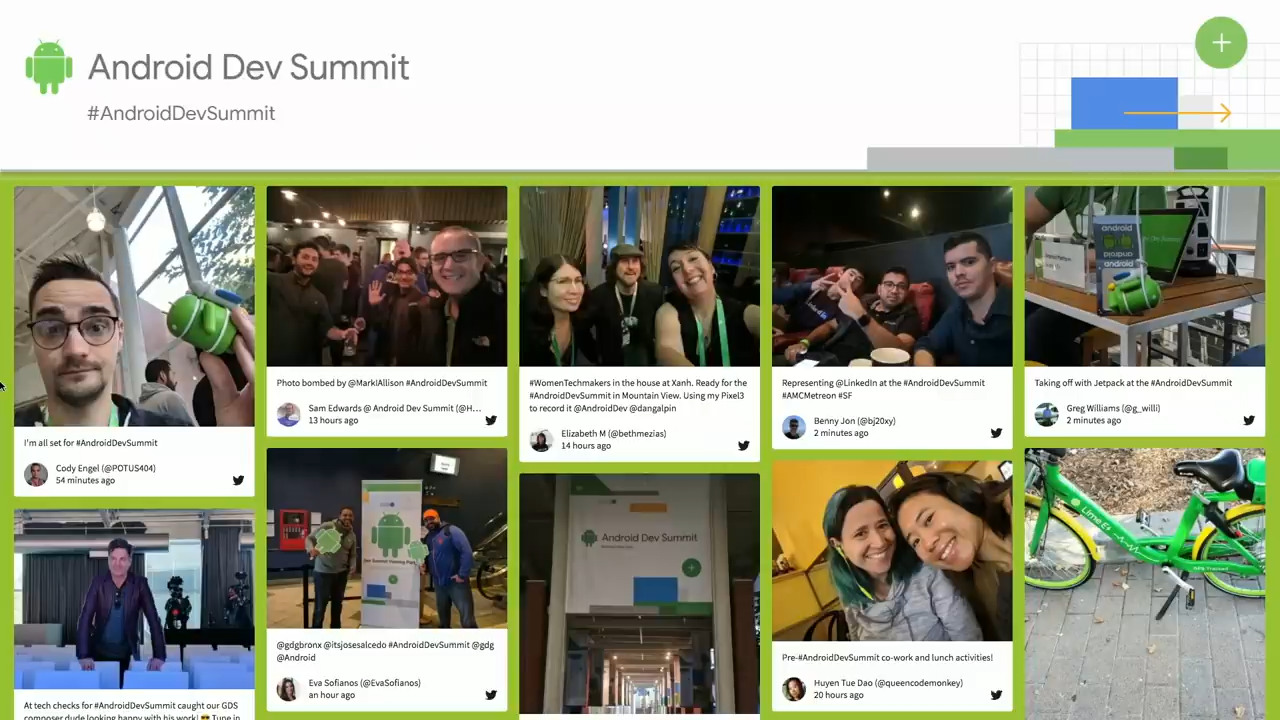 Android Dev Summit
#AndroidDevSummit
I'm all set for #AndroidDevSummit
Cody Engel (@POTUS404)
54 minutes ago
At tech checks for #AndroidDevSummit caught our GDS
composer dude looking happy with his work! 😎 Tune in
Photo bombed by @MarkIAllison #AndroidDevSummit
Sam Edwards @ Android Dev Summit (@H...
13 hours ago
@gdgbronx @itsjosesalcedo #AndroidDevSummit @gdg
@Android
Eva Sofianos (@EvaSofianos)
an hour ago
#WomenTechmakers in the house at Xanh. Ready for the
#AndroidDevSummit in Mountain View. Using my Pixel3
to record it @AndroidDev @dangalpin
Elizabeth M (@bethmezias)
14 hours ago
Android Dev Summit
Representing @LinkedIn at the #AndroidDevSummit
#AMCMetreon #SF
Benny Jon (@bj20xy)
2 minutes ago
Pre-#AndroidDevSummit co-work and lunch activities!
Huyen Tue Dao (@queencodemonkey)
20 hours ago
android
android
Taking off with Jetpack at the #AndroidDevSummit
Greg Williams (@g_willi)
2 minutes ago
Lime E+